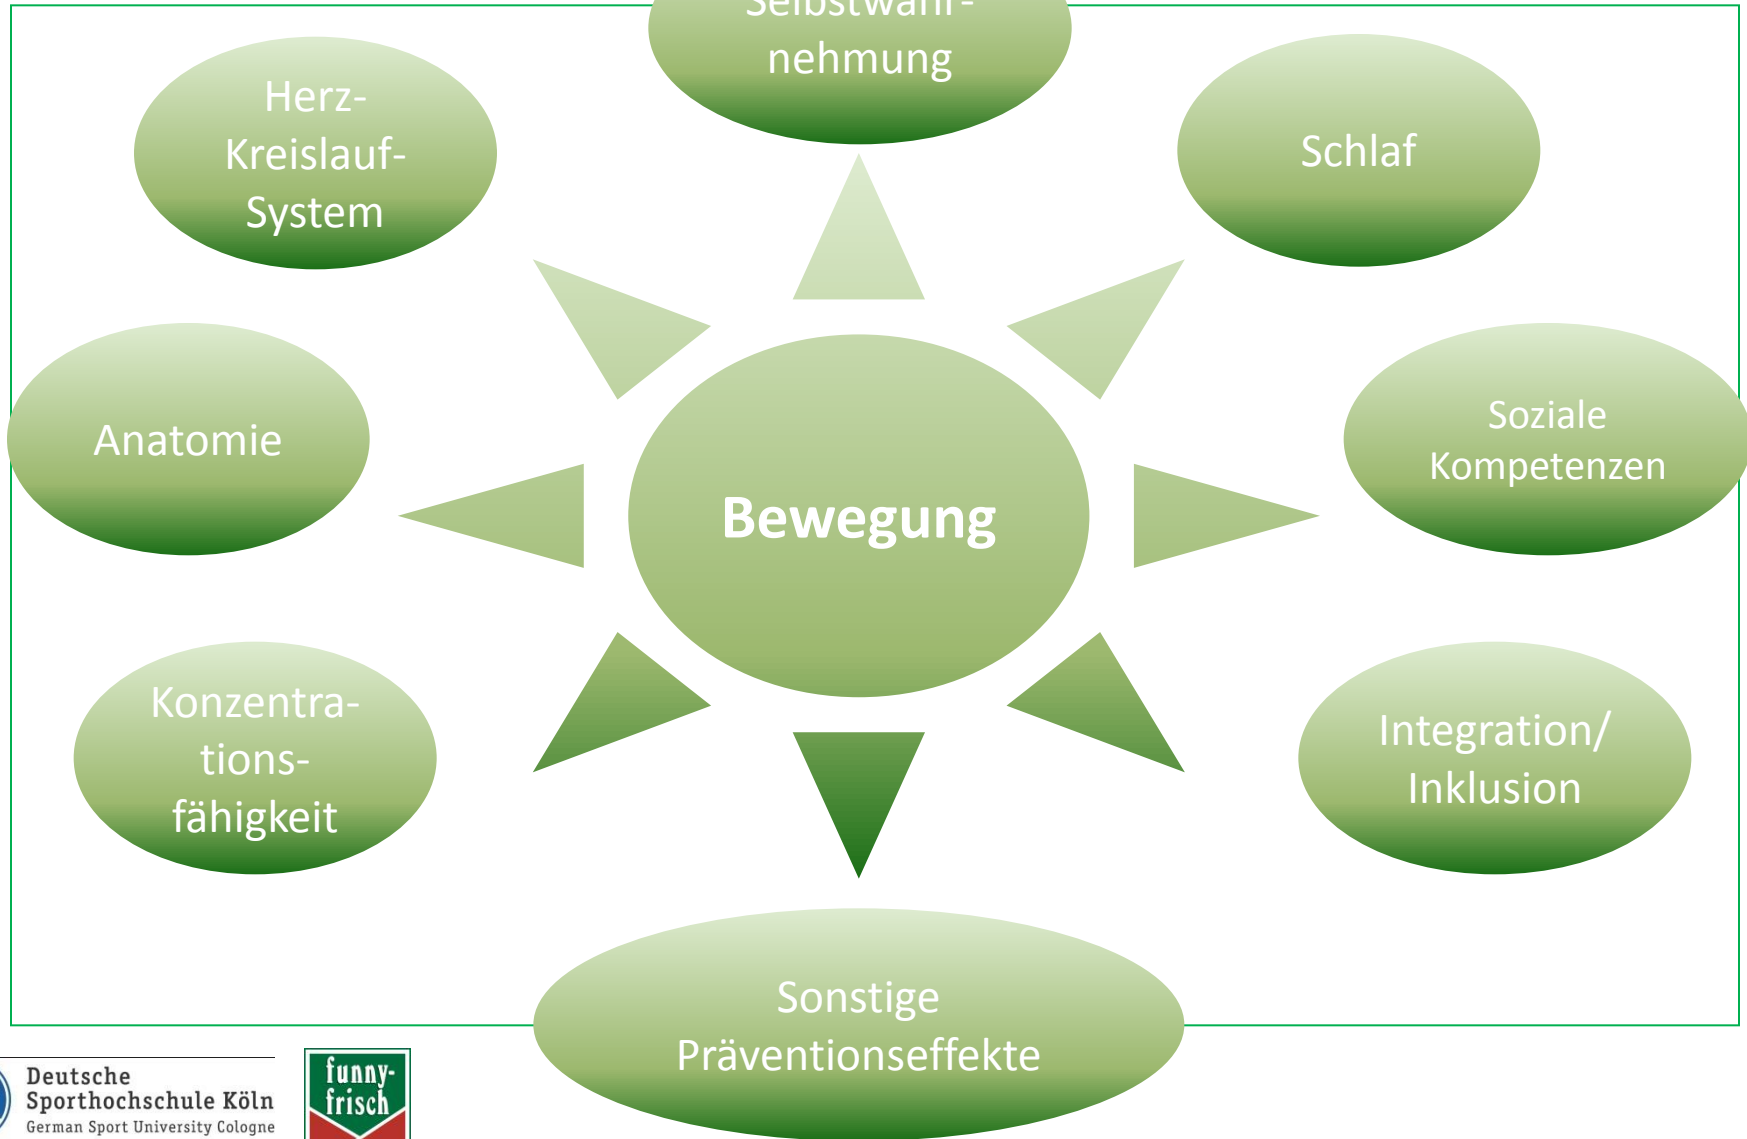 Selbstwahr-
nehmung
Herz-
Kreislauf-
System
Schlaf
Anatomie
Soziale
Kompetenzen
Bewegung
Konzentra-
tions-
fähigkeit
Integration/
Inklusion
Sonstige
Präventionseffekte
Deutsche
Sporthochschule Köln
German Sport University Cologne
funny-
frisch